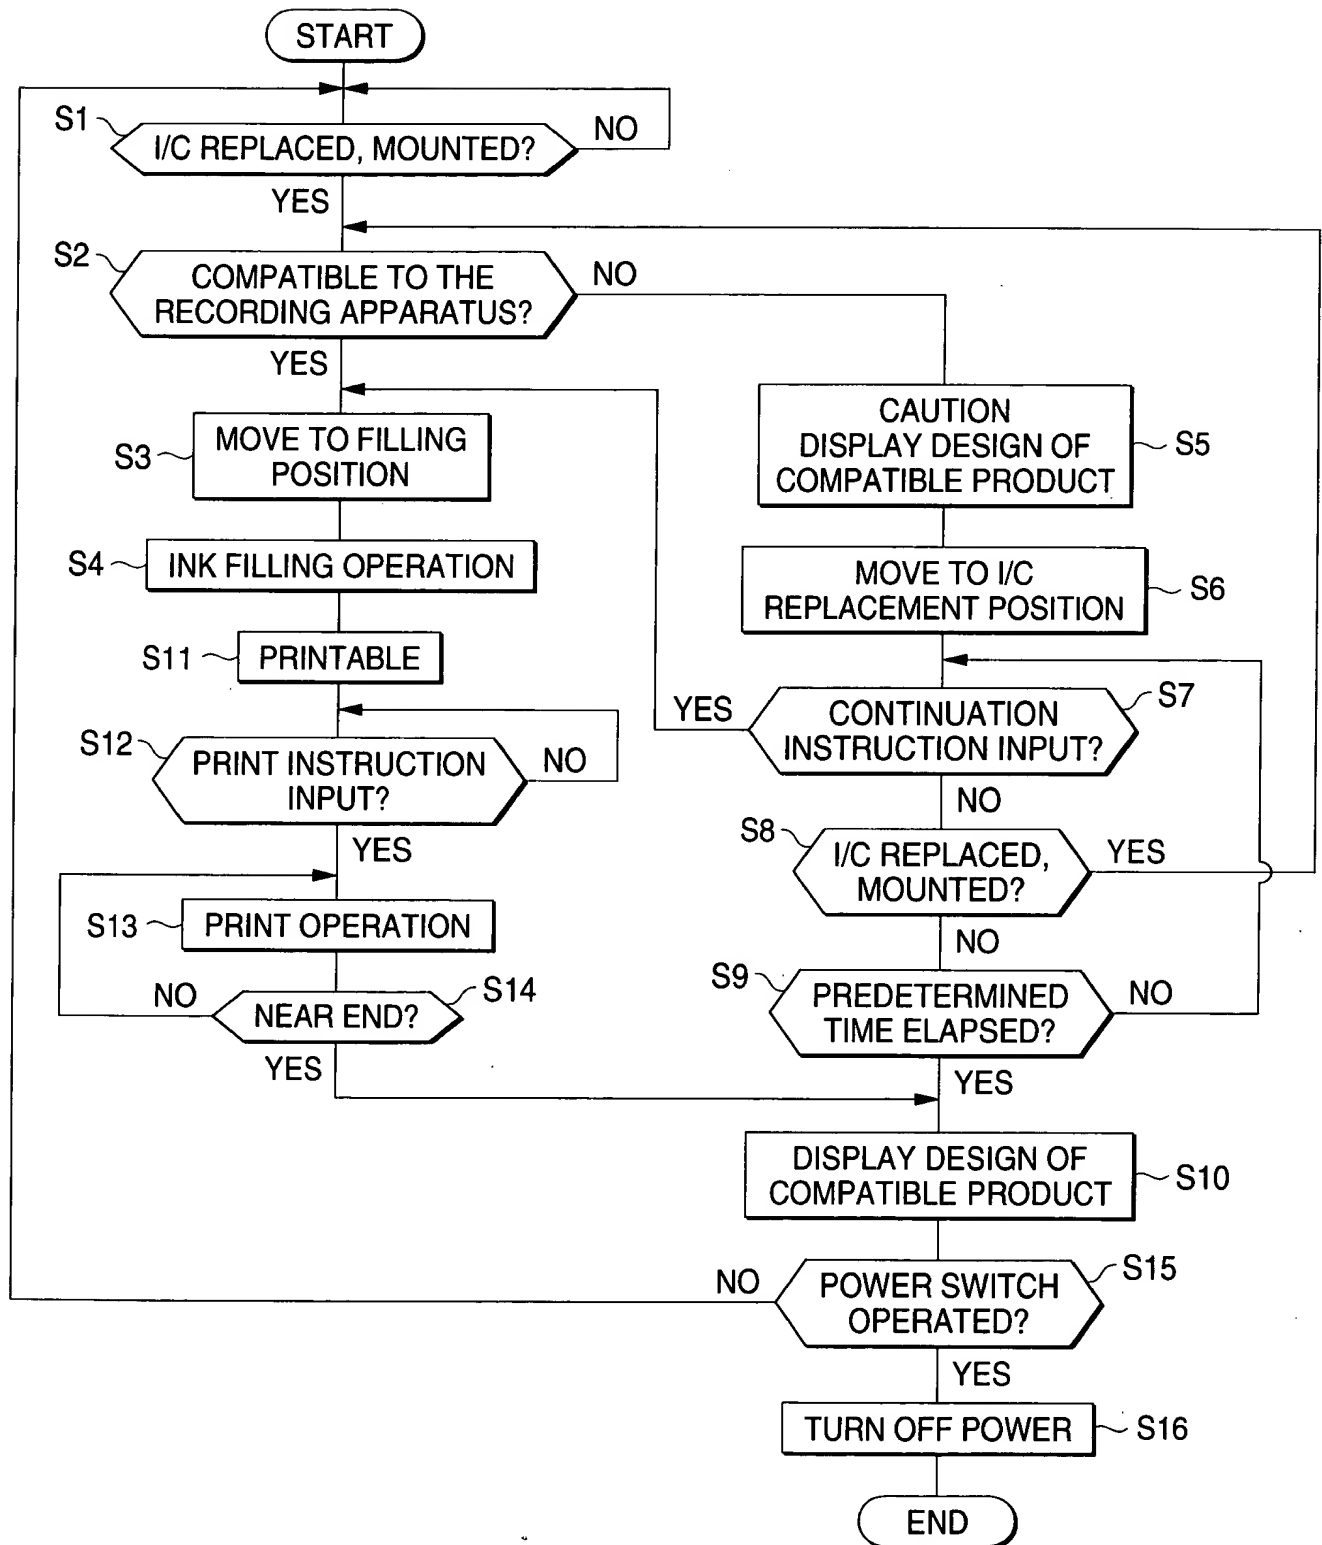 START
S1
I/C REPLACED, MOUNTED?
NO
YES
S2
COMPATIBLE TO THE
RECORDING APPARATUS?
NO
YES
S3
MOVE TO FILLING
POSITION
S4
INK FILLING OPERATION
S11
PRINTABLE
S12
PRINT INSTRUCTION
INPUT?
NO
YES
S13
PRINT OPERATION
S14
NEAR END?
NO
YES
CAUTION
DISPLAY DESIGN OF
COMPATIBLE PRODUCT
S5
MOVE TO I/C
REPLACEMENT POSITION
S6
S7
CONTINUATION
INSTRUCTION INPUT?
YES
NO
S8
I/C REPLACED,
MOUNTED?
YES
NO
S9
PREDETERMINED
TIME ELAPSED?
NO
YES
DISPLAY DESIGN OF
COMPATIBLE PRODUCT
S10
S15
POWER SWITCH
OPERATED?
NO
YES
TURN OFF POWER
S16
END